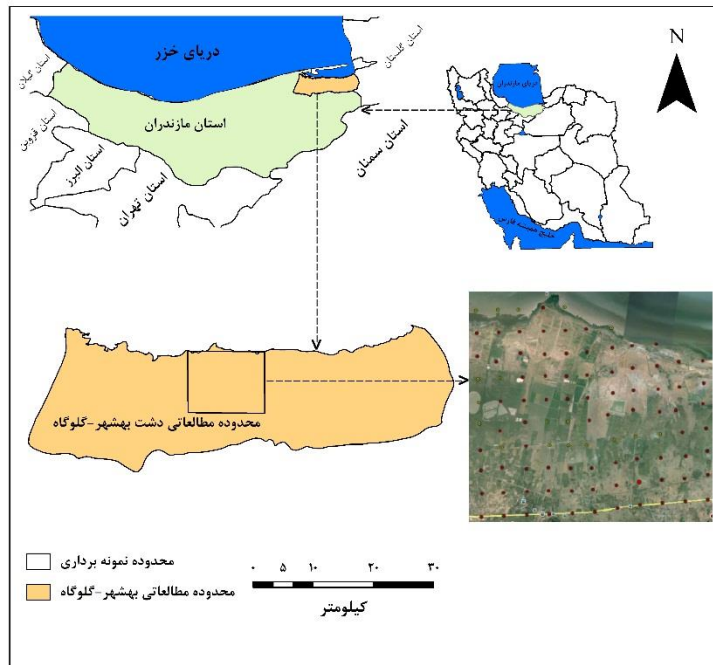 دریای خزر
استان گلستان
استان گیلان
استان مازندران
استان قزوین
استان البرز
استان تهران
استان سمنان
دریای مازندران
خلیج همیشه فارس
N
محدوده مطالعاتی دشت بهشهر-گلوگاه
محدوده نمونه برداری
محدوده مطالعاتی بهشهر-گلوگاه
۰ ۵ ۱۰ ۲۰ ۳۰
کیلومتر